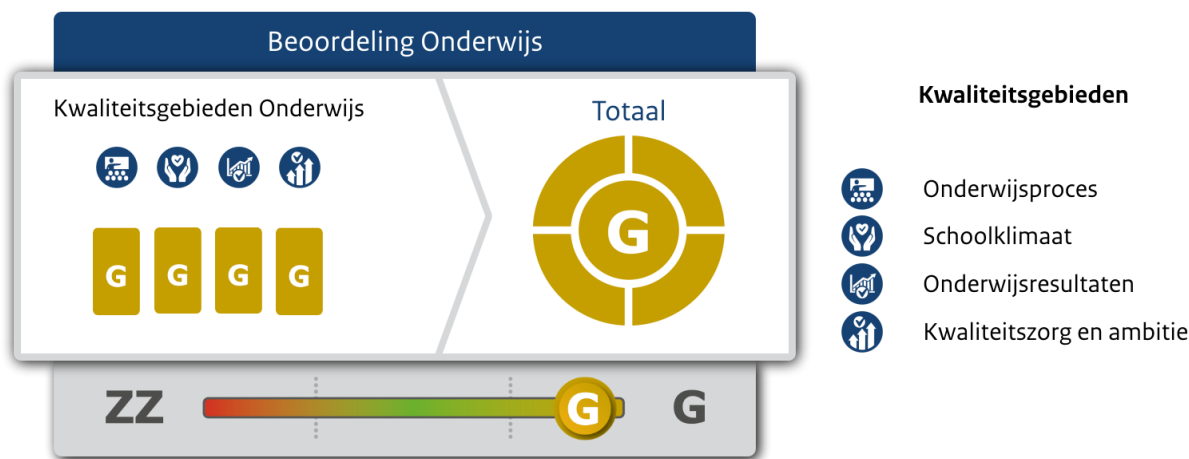 Beoordeling Onderwijs
Kwaliteitsgebieden Onderwijs
G G G G
Totaal
G
ZZ G G
Kwaliteitsgebieden
Onderwijsproces
Schoolklimaat
Onderwijsresultaten
Kwaliteitszorg en ambitie